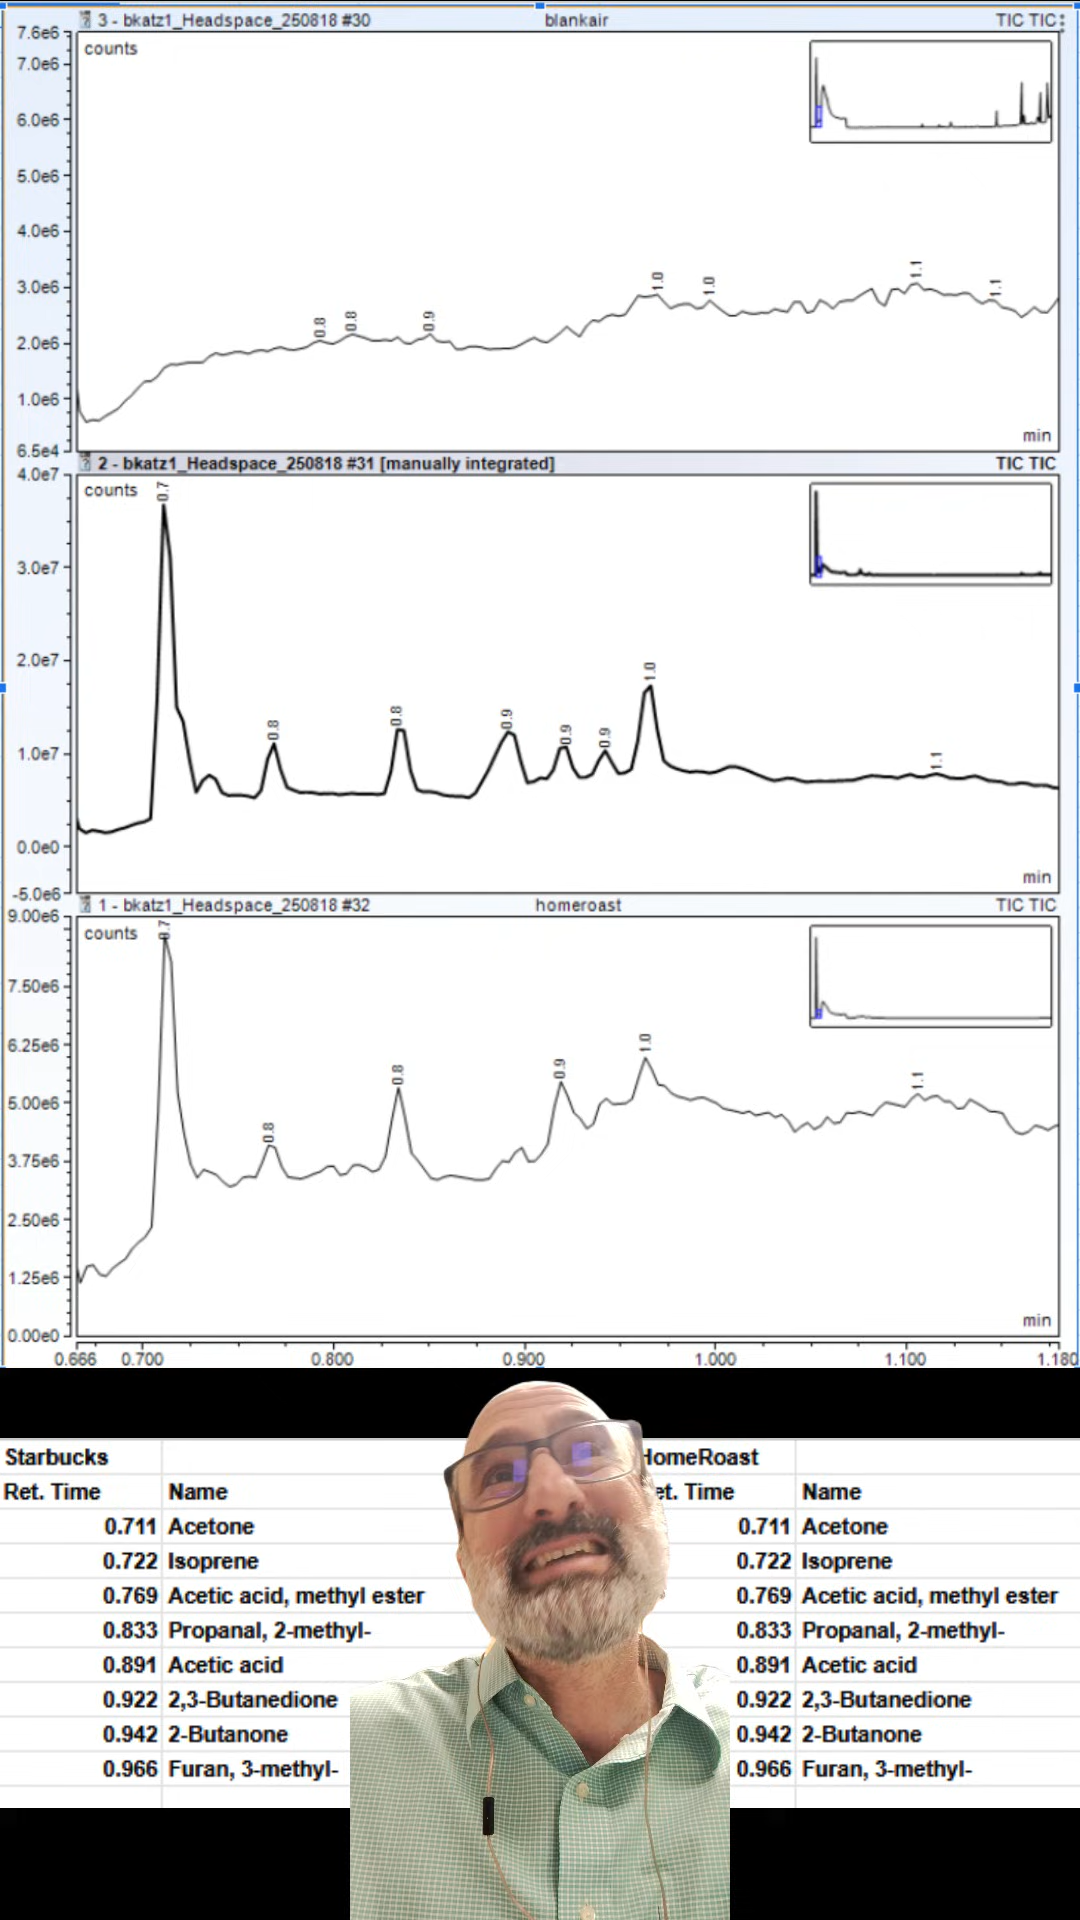 3 - bkatz1_Headspace_250818 #30 blankair TIC TIC
7.6e6
counts
7.0e6
6.0e6
5.0e6
4.0e6
3.0e6
2.0e6
1.0e6
6.5e4
0.8 0.8 0.9 1.0 1.0 1.1 1.1
min
2 - bkatz1_Headspace_250818 #31 [manually integrated] TIC TIC
4.0e7
counts
3.0e7
2.0e7
1.0e7
0.0e0
-5.0e6
0.7 0.8 0.8 0.9 0.9 0.9 1.0 1.1
min
1 - bkatz1_Headspace_250818 #32 homeroast TIC TIC
9.00e6
counts
7.50e6
6.25e6
5.00e6
3.75e6
2.50e6
1.25e6
0.00e0
0.7 0.8 0.8 0.9 1.0 1.1
min
0.666 0.700 0.800 0.900 1.000 1.100 1.180
Starbucks
Ret. Time Name
0.711 Acetone
0.722 Isoprene
0.769 Acetic acid, methyl ester
0.833 Propanal, 2-methyl-
0.891 Acetic acid
0.922 2,3-Butanedione
0.942 2-Butanone
0.966 Furan, 3-methyl-
HomeRoast
et. Time Name
0.711 Acetone
0.722 Isoprene
0.769 Acetic acid, methyl ester
0.833 Propanal, 2-methyl-
0.891 Acetic acid
0.922 2,3-Butanedione
0.942 2-Butanone
0.966 Furan, 3-methyl-